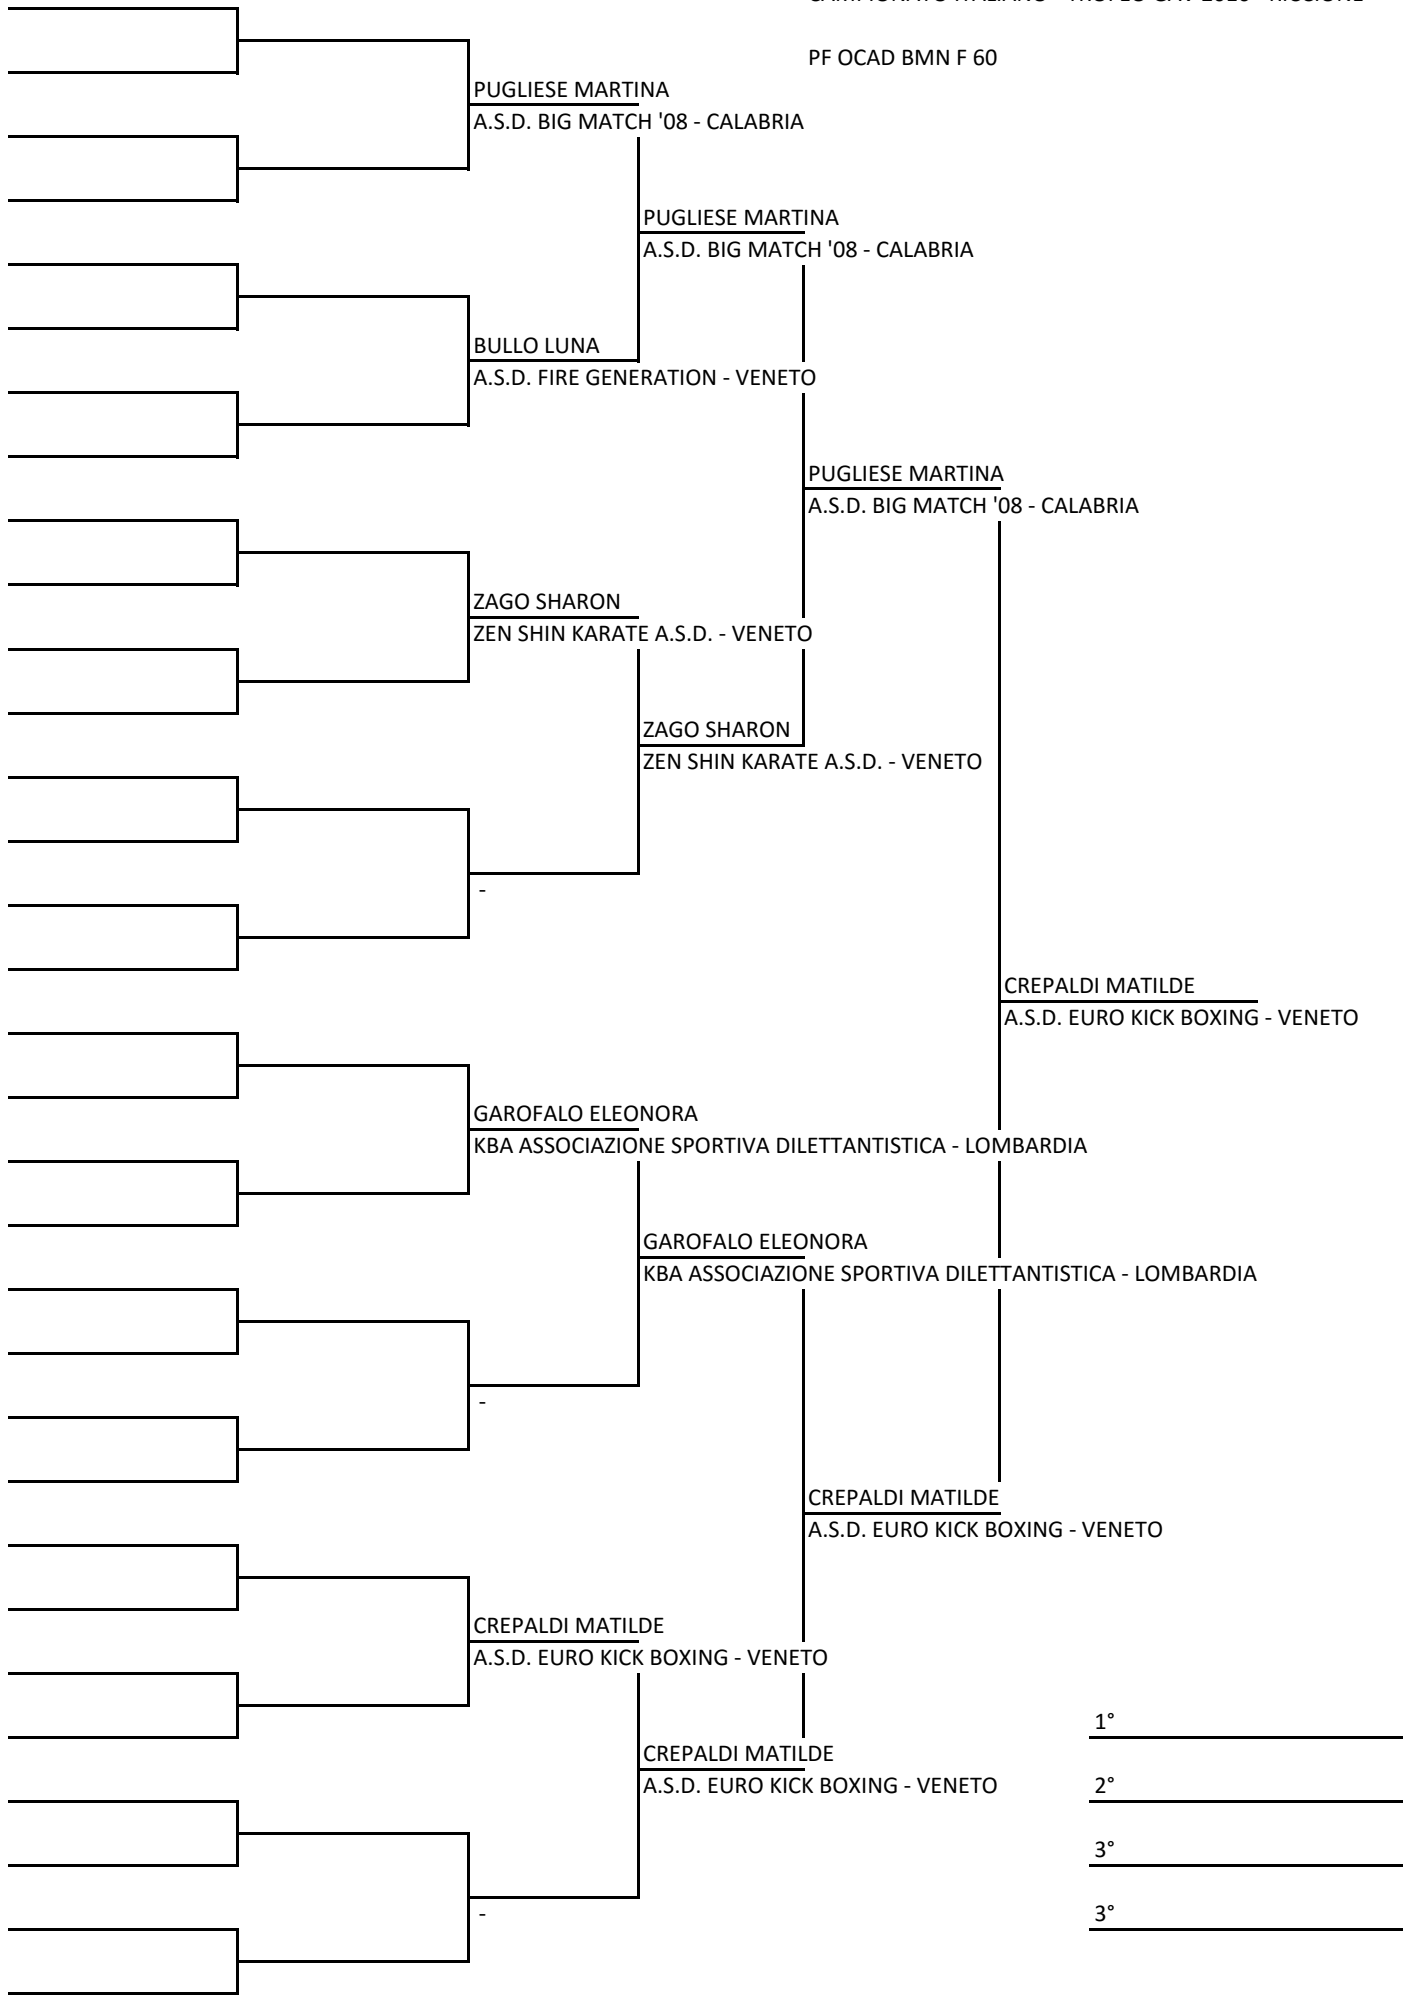 PF OCAD BMN F 60
PUGLIESE MARTINA
A.S.D. BIG MATCH '08 - CALABRIA
PUGLIESE MARTINA
A.S.D. BIG MATCH '08 - CALABRIA
BULLO LUNA
A.S.D. FIRE GENERATION - VENETO
PUGLIESE MARTINA
A.S.D. BIG MATCH '08 - CALABRIA
ZAGO SHARON
ZEN SHIN KARATE A.S.D. - VENETO
ZAGO SHARON
ZEN SHIN KARATE A.S.D. - VENETO
-
CREPALDI MATILDE
A.S.D. EURO KICK BOXING - VENETO
GAROFALO ELEONORA
KBA ASSOCIAZIONE SPORTIVA DILETTANTISTICA - LOMBARDIA
GAROFALO ELEONORA
KBA ASSOCIAZIONE SPORTIVA DILETTANTISTICA - LOMBARDIA
-
CREPALDI MATILDE
A.S.D. EURO KICK BOXING - VENETO
CREPALDI MATILDE
A.S.D. EURO KICK BOXING - VENETO
1°
CREPALDI MATILDE
A.S.D. EURO KICK BOXING - VENETO
2°
3°
-
3°